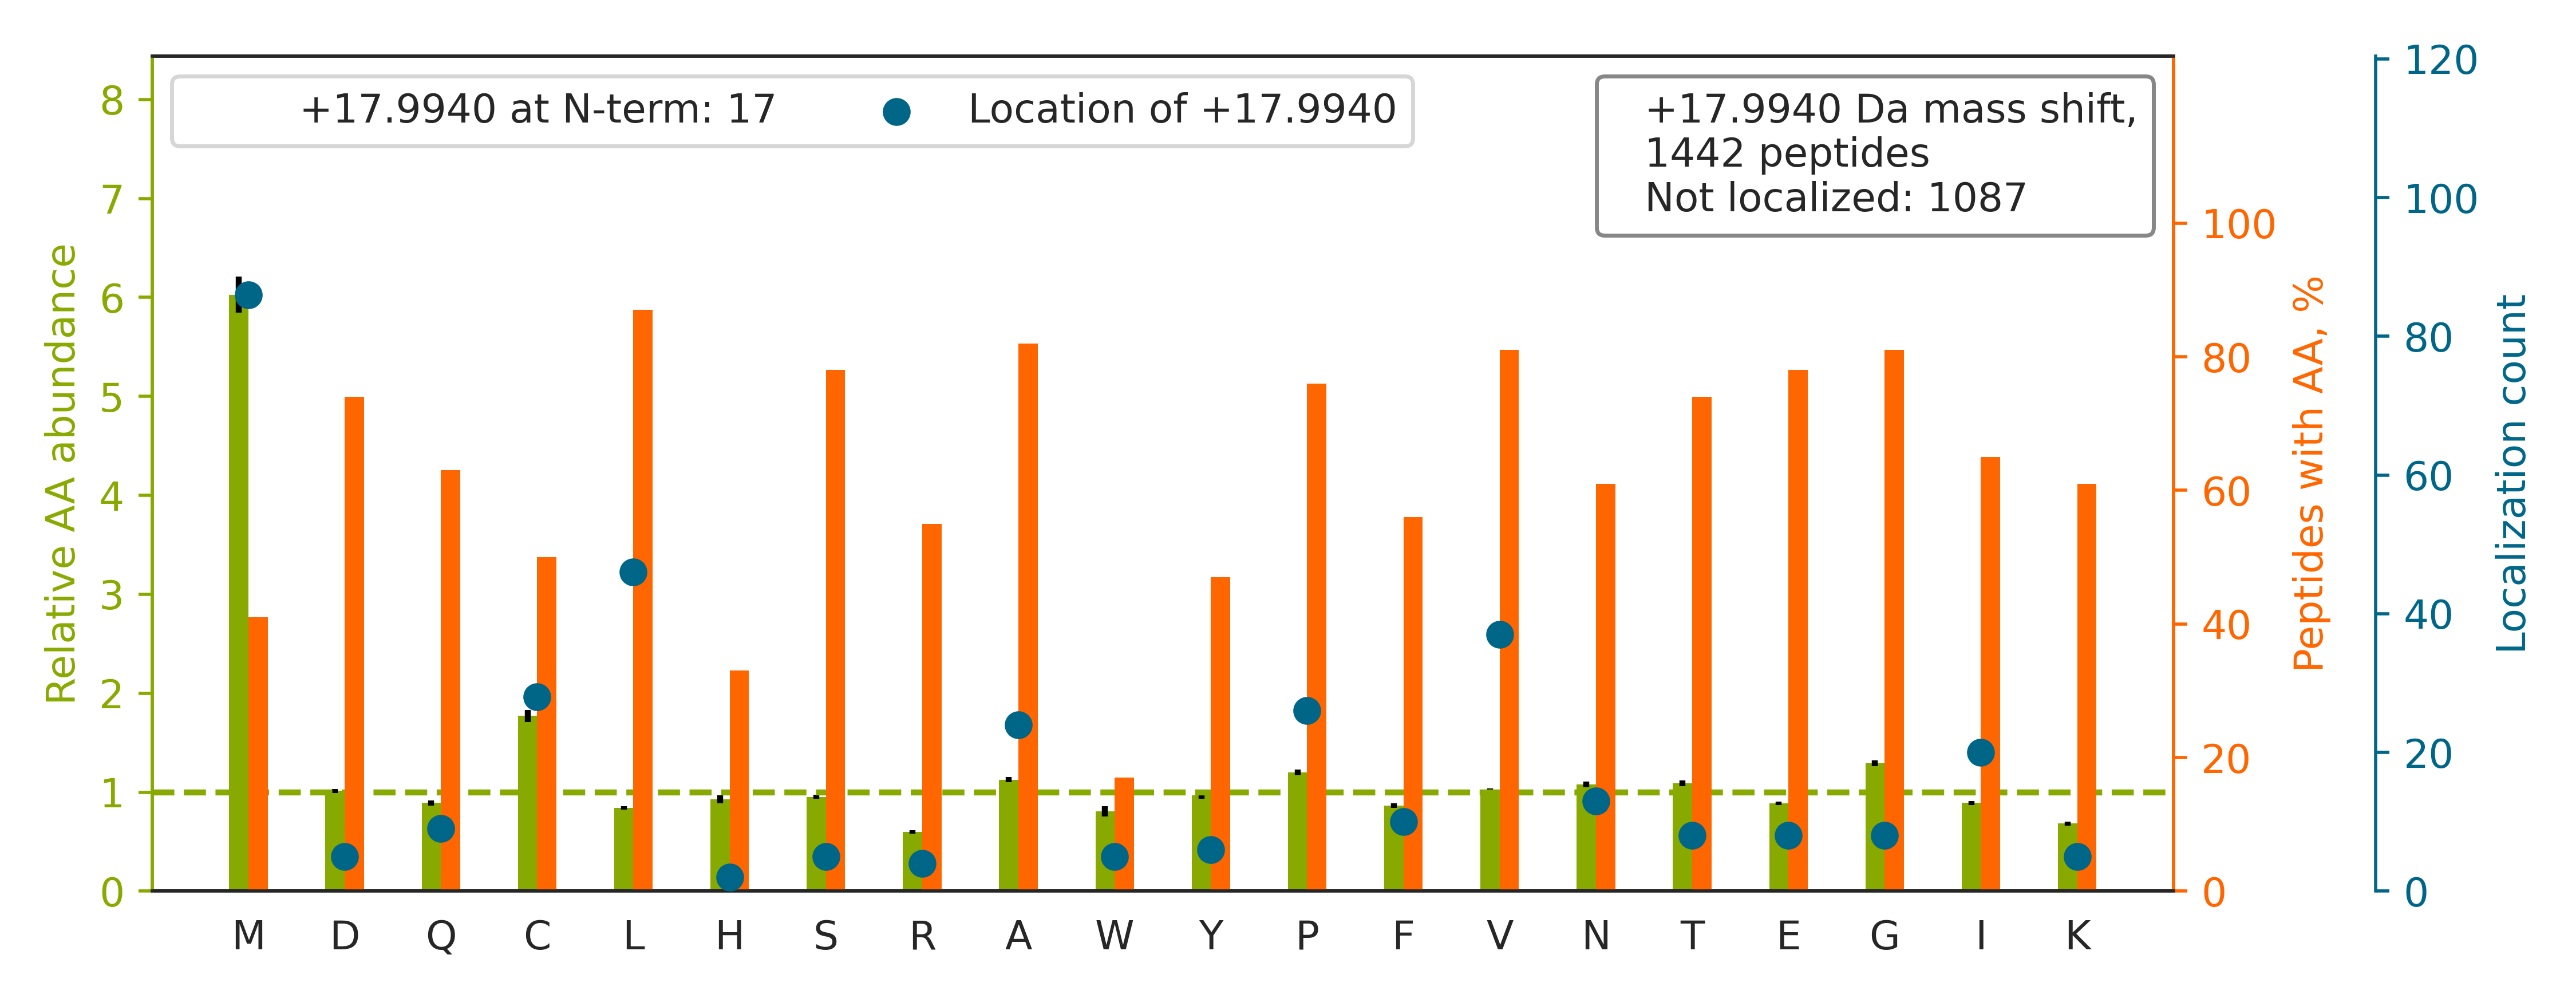 +17.9940 at N-term: 17
Location of +17.9940
+17.9940 Da mass shift,
1442 peptides
Not localized: 1087
Relative AA abundance
8
7
6
5
4
3
2
1
0
M D Q C L H S R A W Y P F V N T E G I K
100
80
60
40
20
0
Peptides with AA, %
120
100
80
60
40
20
0
Localization count